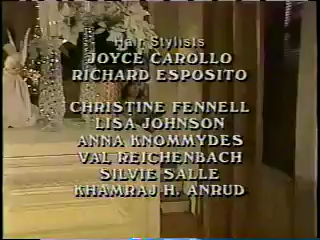 Hair Stylists
JOYCE CAROLLO
RICHARD ESPOSITO
CHRISTINE FENNELL
LISA JOHNSON
ANNA KNOMMYDES
VAL REICHENBACH
SILVIE SALLE
KHAMRAJ H. ANRUD